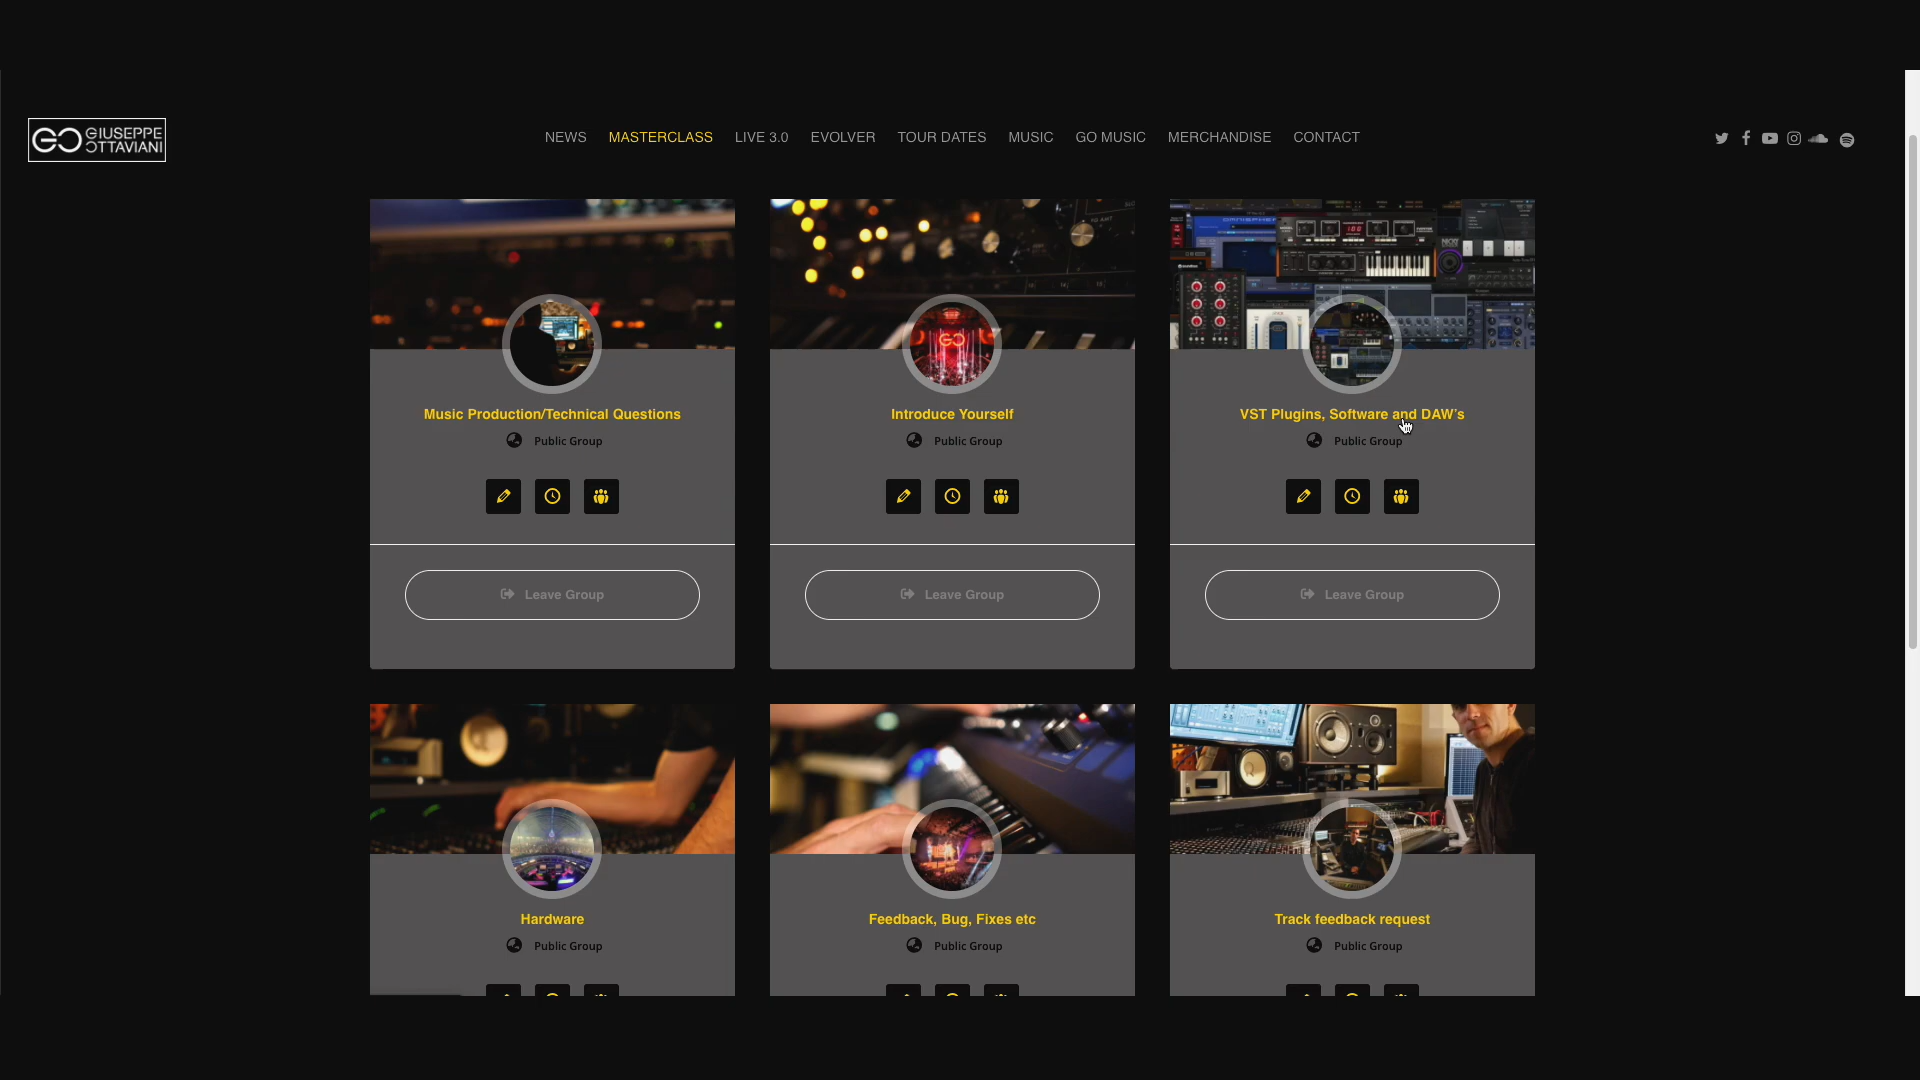 GO GIUSEPPE OTTAVIANI
NEWS MASTERCLASS LIVE 3.0 EVOLVER TOUR DATES MUSIC GO MUSIC MERCHANDISE CONTACT
Music Production/Technical Questions
Public Group
Leave Group
Introduce Yourself
Public Group
Leave Group
VST Plugins, Software and DAW's
Public Group
Leave Group
Hardware
Public Group
Feedback, Bug, Fixes etc
Public Group
Track feedback request
Public Group